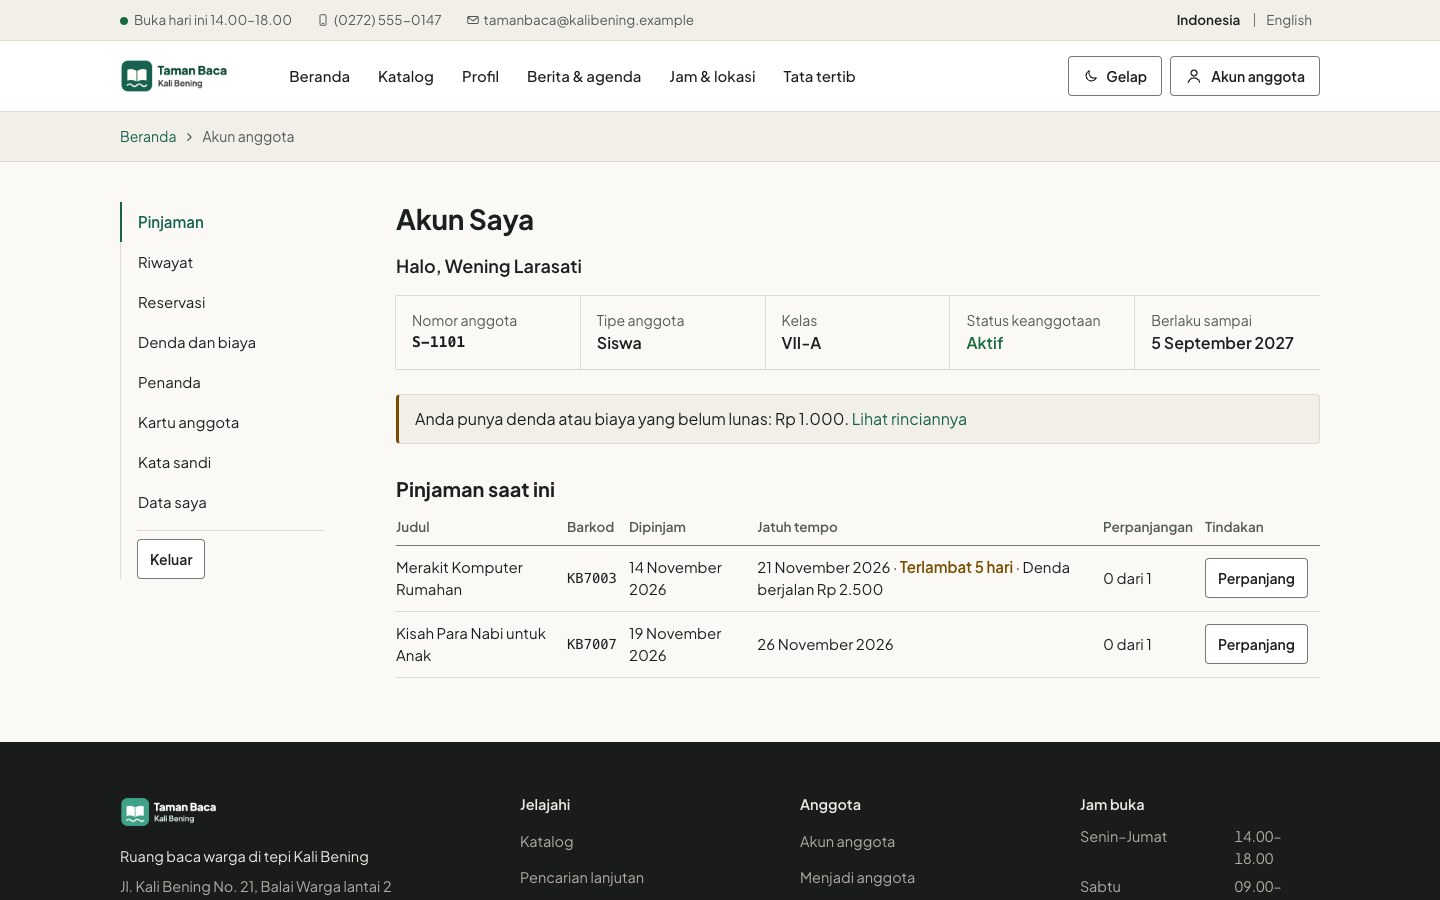 Buka hari ini 14.00–18.00
(0272) 555–0147
tamanbaca@kalibening.example
Indonesia
English
Taman Baca
Kali Bening
Beranda
Katalog
Profil
Berita & agenda
Jam & lokasi
Tata tertib
Gelap
Akun anggota
Beranda
Akun anggota
Pinjaman
Riwayat
Reservasi
Denda dan biaya
Penanda
Kartu anggota
Kata sandi
Data saya
Keluar
Akun Saya
Halo, Wening Larasati
Nomor anggota
S–1101
Tipe anggota
Siswa
Kelas
VII-A
Status keanggotaan
Aktif
Berlaku sampai
5 September 2027
Anda punya denda atau biaya yang belum lunas: Rp 1.000. Lihat rinciannya
Pinjaman saat ini
Judul
Barkod
Dipinjam
Jatuh tempo
Perpanjangan
Tindakan
Merakit Komputer
Rumahan
KB7003
14 November
2026
21 November 2026 · Terlambat 5 hari · Denda
berjalan Rp 2.500
0 dari 1
Perpanjang
Kisah Para Nabi untuk
Anak
KB7007
19 November
2026
26 November 2026
0 dari 1
Perpanjang
Taman Baca
Kali Bening
Ruang baca warga di tepi Kali Bening
Jl. Kali Bening No. 21, Balai Warga lantai 2
Jelajahi
Katalog
Pencarian lanjutan
Anggota
Akun anggota
Menjadi anggota
Jam buka
Senin–Jumat
14.00–
18.00
Sabtu
09.00–